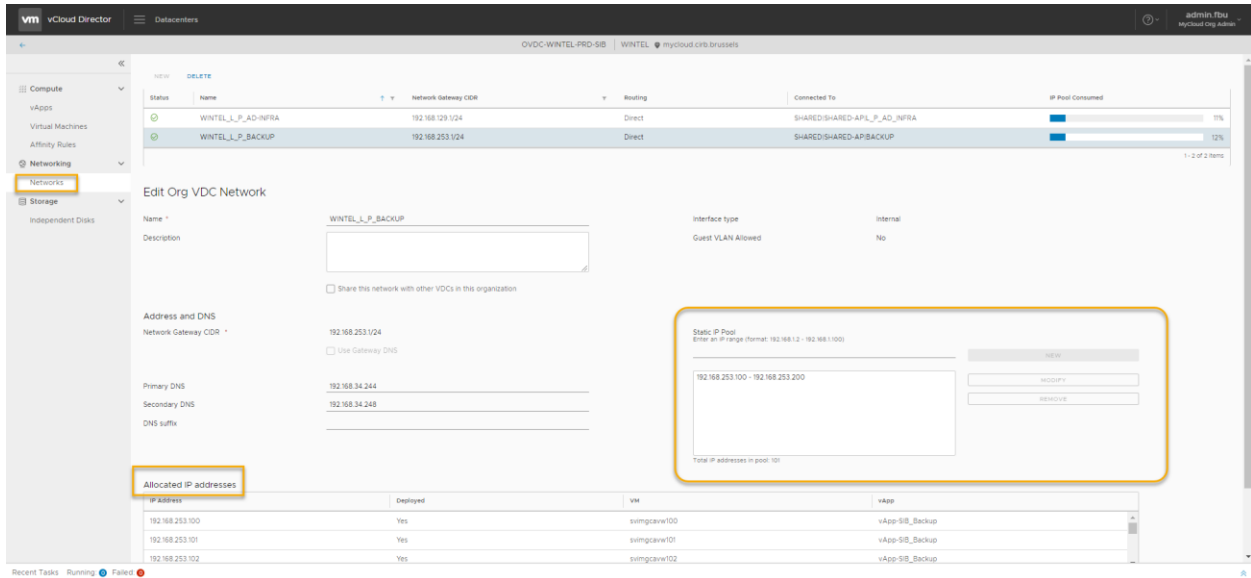 vm vCloud Director Datacenters admin.fbu
MyCloud Org Admin
OVDC-WINTEL-PRD-SIB WINTEL mycloud.cirb.brussels
NEW DELETE
Compute
vApps
Virtual Machines
Affinity Rules
Networking
Networks
Storage
Independent Disks
Status Name Network Gateway CIDR Routing Connected To IP Pool Consumed
WINTEL_L_P_AD-INFRA 192.168.129.1/24 Direct SHARED|SHARED-AP|L_P_AD_INFRA 11%
WINTEL_L_P_BACKUP 192.168.253.1/24 Direct SHARED|SHARED-AP|BACKUP 12%
1 - 2 of 2 items
Edit Org VDC Network
Name * WINTEL_L_P_BACKUP Interface type Internal
Description Guest VLAN Allowed No
Share this network with other VDCs in this organization
Address and DNS
Network Gateway CIDR * 192.168.253.1/24
Use Gateway DNS
Primary DNS 192.168.34.244
Secondary DNS 192.168.34.248
DNS suffix
Static IP Pool
Enter an IP range (format: 192.168.1.2 - 192.168.1.100)
NEW
192.168.253.100 - 192.168.253.200
MODIFY
REMOVE
Total IP addresses in pool: 101
Allocated IP addresses
IP Address Deployed VM vApp
192.168.253.100 Yes svimgcavw100 vApp-SIB_Backup
192.168.253.101 Yes svimgcavw101 vApp-SIB_Backup
192.168.253.102 Yes svimgcavw102 vApp-SIB_Backup
Recent Tasks Running: 0 Failed: 0